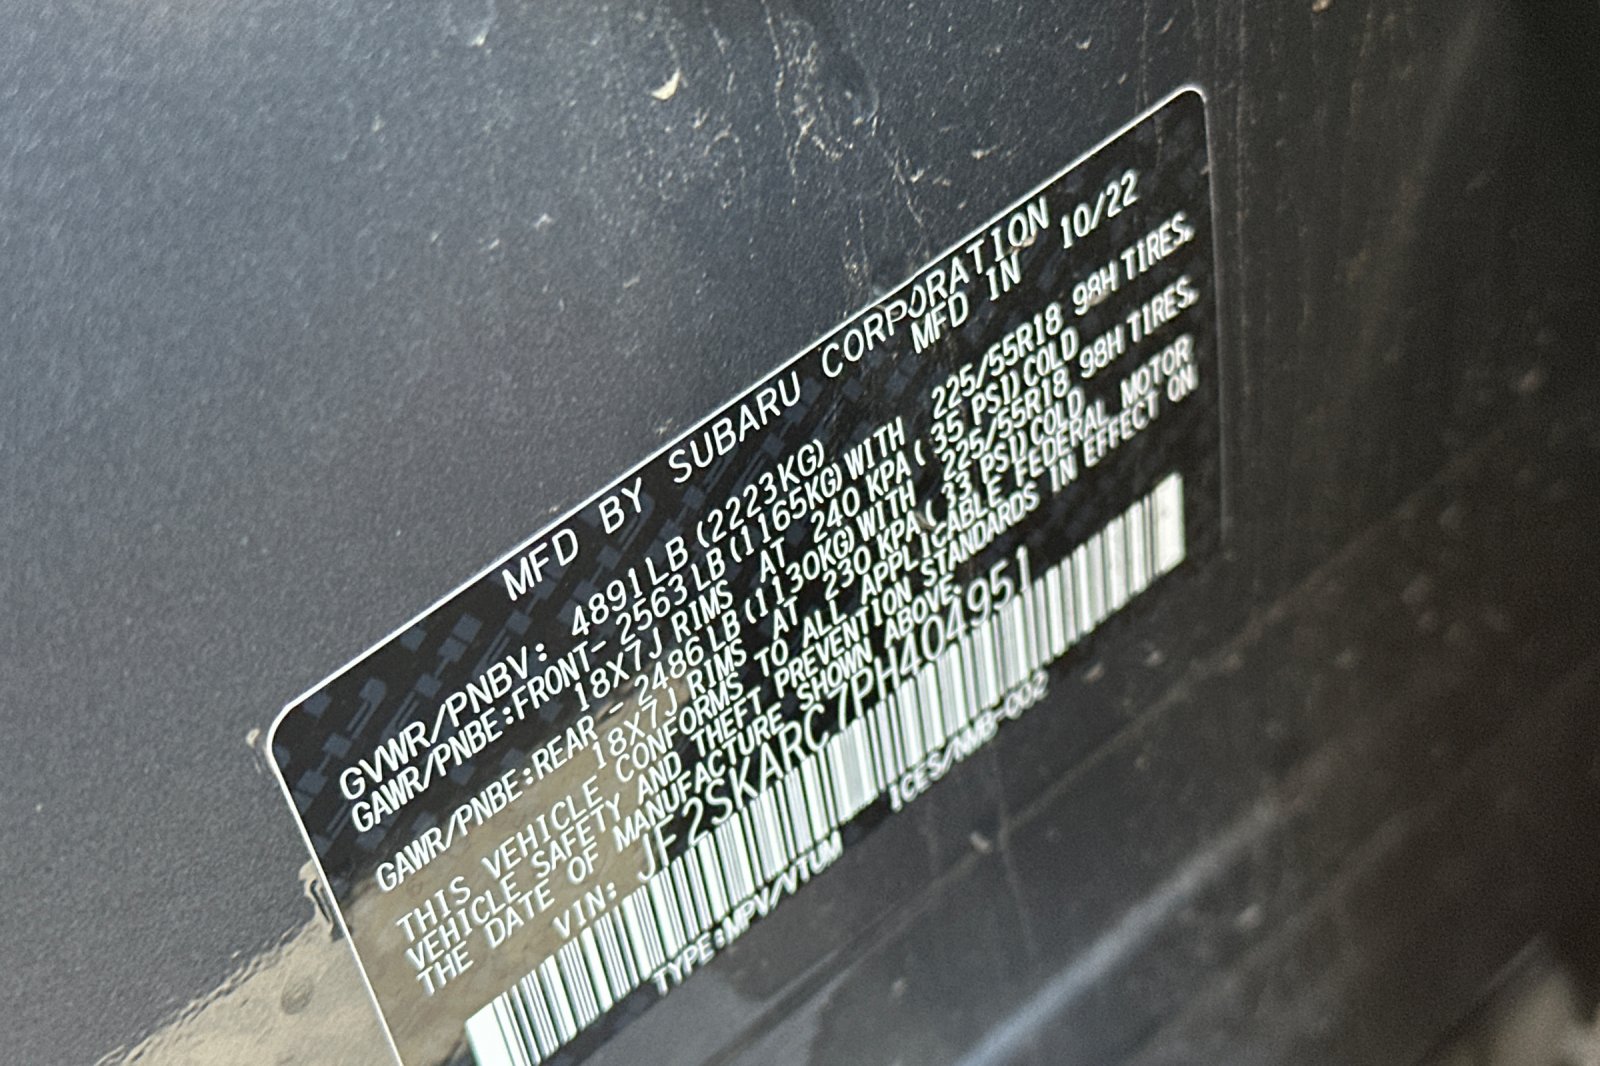 MFD BY SUBARU CORPORATION
MFD IN 10/22
GVWR/PNBV: 4891LB(2223KG)
GAWR/PNBE:FRONT-2563LB(1165KG)WITH 225/55R18 98H TIRES,
18X7J RIMS AT 240 KPA( 35 PSI)COLD
GAWR/PNBE:REAR -2486LB(1130KG)WITH 225/55R18 98H TIRES,
18X7J RIMS AT 230 KPA( 33 PSI)COLD
THIS VEHICLE CONFORMS TO ALL APPLICABLE FEDERAL MOTOR
VEHICLE SAFETY AND THEFT PREVENTION STANDARDS IN EFFECT ON
THE DATE OF MANUFACTURE SHOWN ABOVE.
VIN: JF2SKARC7PH404951
TYPE:MPV/VTUM ICES/NMB-002